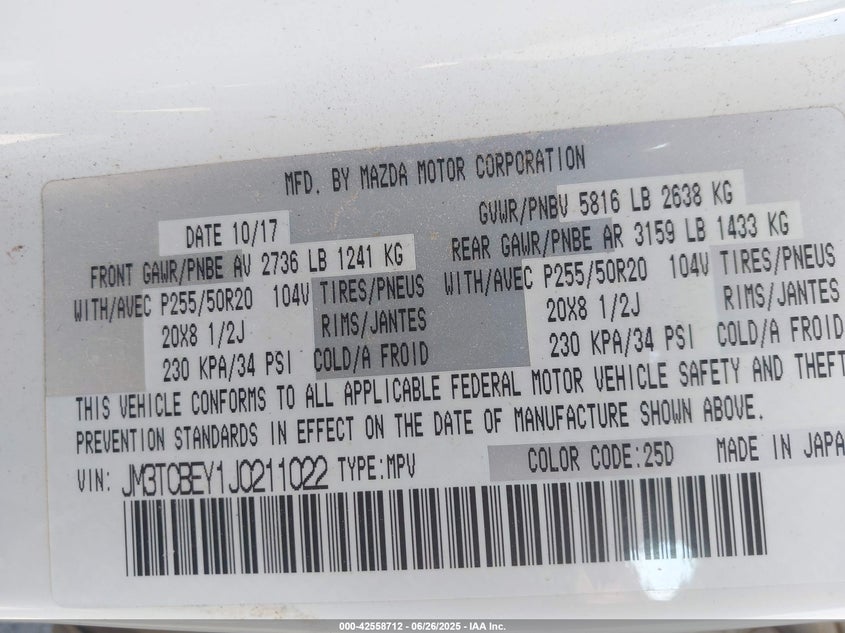 MFD. BY MAZDA MOTOR CORPORATION
DATE 10/17 GVWR/PNBV 5816 LB 2638 KG
FRONT GAWR/PNBE AV 2736 LB 1241 KG REAR GAWR/PNBE AR 3159 LB 1433 KG
WITH/AVEC P255/50R20 104V TIRES/PNEUS WITH/AVEC P255/50R20 104V TIRES/PNEUS
20X8 1/2J RIMS/JANTES 20X8 1/2J RIMS/JANTES
230 KPA/34 PSI COLD/A FROID 230 KPA/34 PSI COLD/A FROID
THIS VEHICLE CONFORMS TO ALL APPLICABLE FEDERAL MOTOR VEHICLE SAFETY AND THEFT
PREVENTION STANDARDS IN EFFECT ON THE DATE OF MANUFACTURE SHOWN ABOVE.
VIN: JM3TCBEY1J0211022 TYPE:MPV COLOR CODE:25D MADE IN JAPA
000-42558712 - 06/26/2025 - IAA Inc.